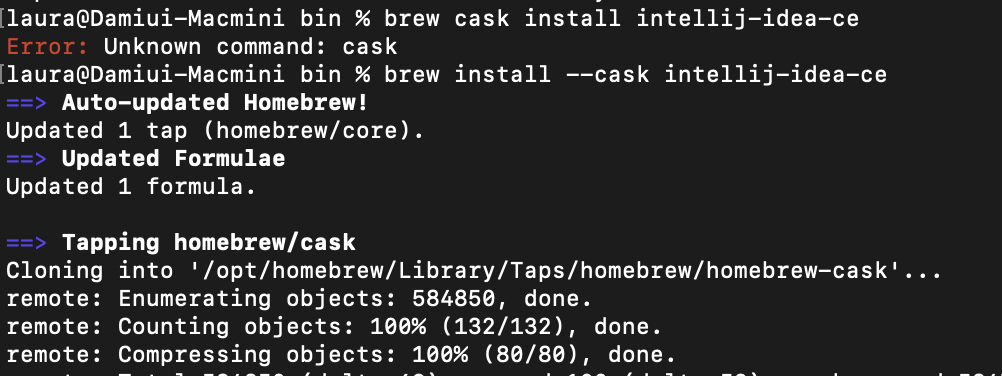 [laura@Damiui-Macmini bin % brew cask install intellij-idea-ce
Error: Unknown command: cask
[laura@Damiui-Macmini bin % brew install --cask intellij-idea-ce
==> Auto-updated Homebrew!
Updated 1 tap (homebrew/core).
==> Updated Formulae
Updated 1 formula.
==> Tapping homebrew/cask
Cloning into '/opt/homebrew/Library/Taps/homebrew/homebrew-cask'...
remote: Enumerating objects: 584850, done.
remote: Counting objects: 100% (132/132), done.
remote: Compressing objects: 100% (80/80), done.